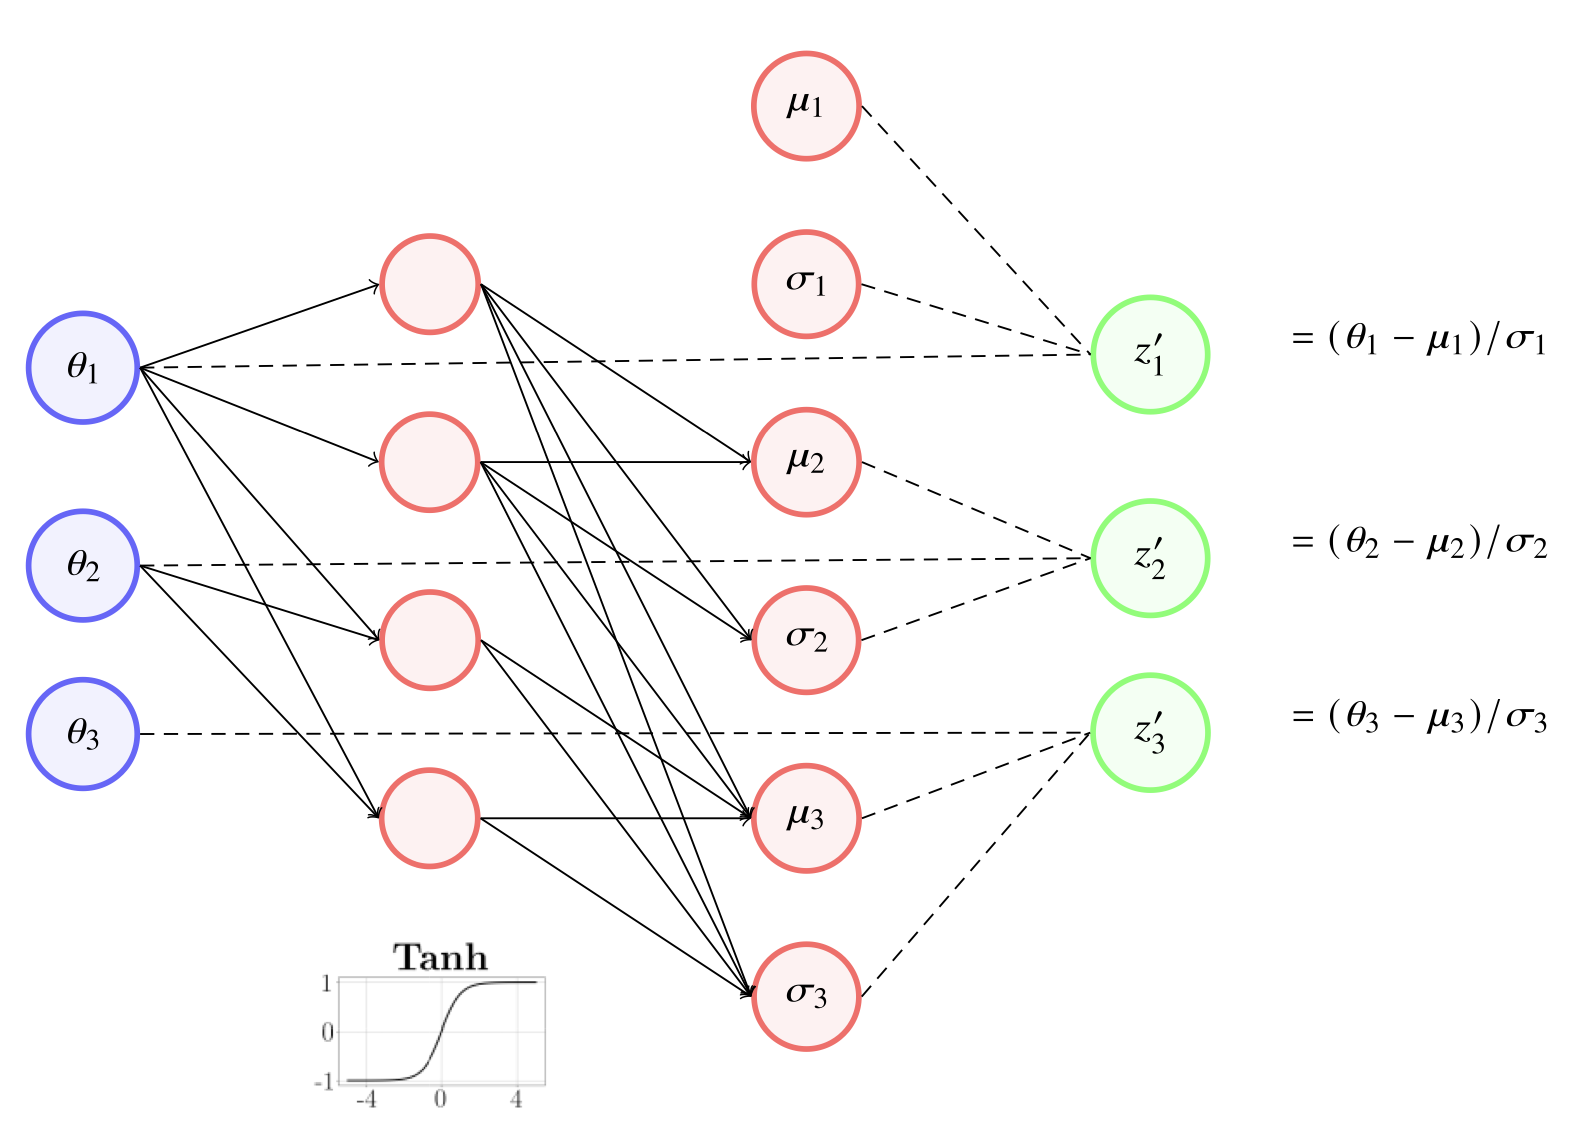 μ₁
σ₁
z′₁ = (θ₁ − μ₁)/σ₁
θ₁
μ₂
z′₂ = (θ₂ − μ₂)/σ₂
θ₂
σ₂
z′₃ = (θ₃ − μ₃)/σ₃
θ₃
μ₃
σ₃
Tanh
1
0
-1
-4 0 4